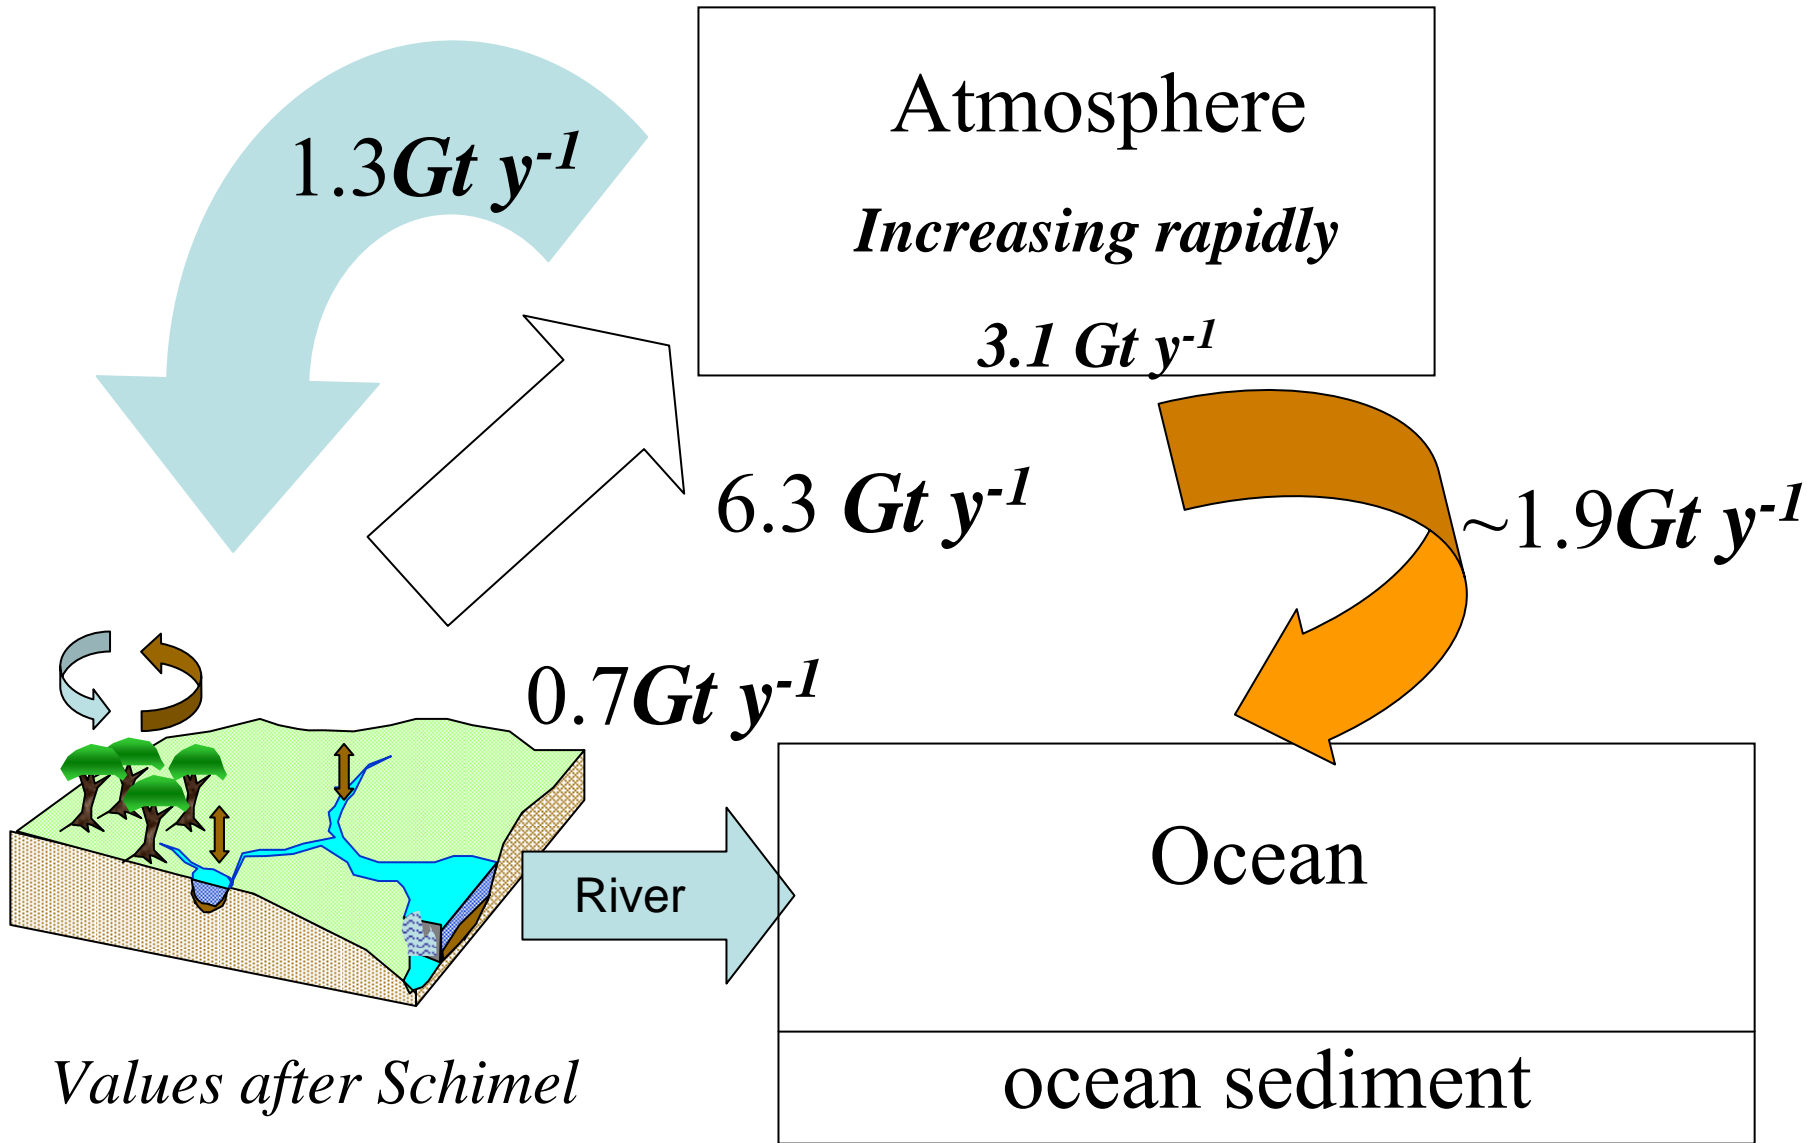 Atmosphere
1.3Gt y-1
Increasing rapidly
3.1 Gt y-1
6.3 Gt y-1
~1.9Gt y-1
0.7Gt y-1
Ocean
River
Values after Schimel
ocean sediment